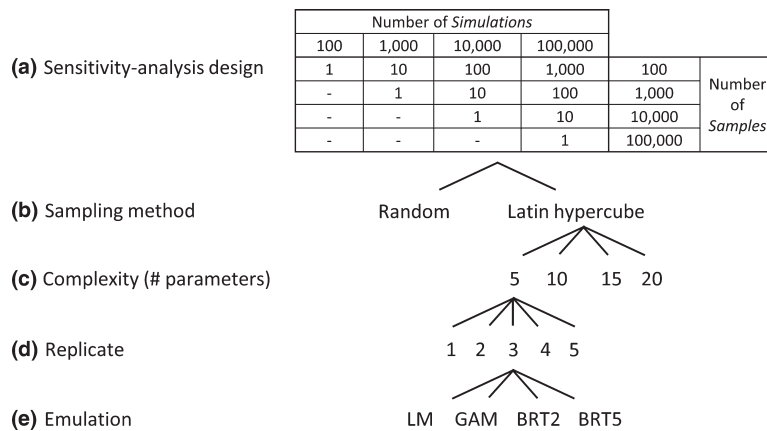 Number of Simulations
100 1,000 10,000 100,000
(a) Sensitivity-analysis design
1 10 100 1,000 100
- 1 10 100 1,000
- - 1 10 10,000
- - - 1 100,000
Number
of
Samples
(b) Sampling method Random Latin hypercube
(c) Complexity (# parameters) 5 10 15 20
(d) Replicate 1 2 3 4 5
(e) Emulation LM GAM BRT2 BRT5